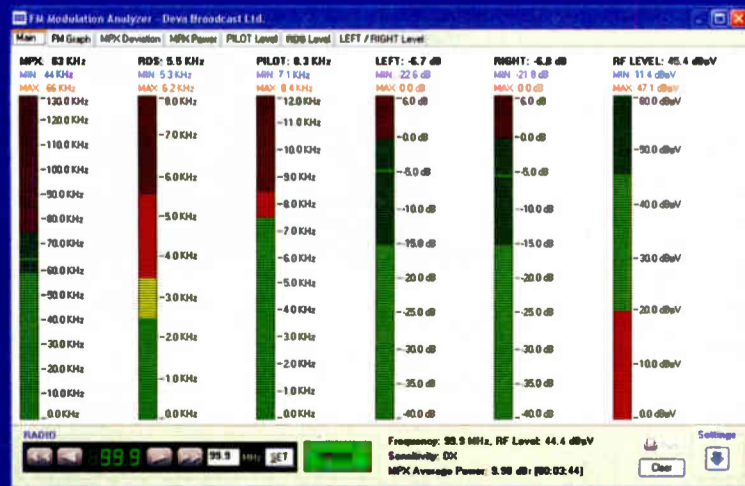 FM Modulation Analyzer - Deva Broadcast Ltd.
Main FM Graph MPX Deviation MPX Power PILOT Level RDS Level LEFT / RIGHT Level
MPX: 63 KHz
MIN 44 KHz
MAX 66 KHz
130.0 KHz
120.0 KHz
110.0 KHz
100.0 KHz
90.0 KHz
80.0 KHz
70.0 KHz
60.0 KHz
50.0 KHz
40.0 KHz
30.0 KHz
20.0 KHz
10.0 KHz
0.0 KHz
RDS: 5.5 KHz
MIN 5.3 KHz
MAX 6.2 KHz
8.0 KHz
7.0 KHz
6.0 KHz
5.0 KHz
4.0 KHz
3.0 KHz
2.0 KHz
1.0 KHz
0.0 KHz
PILOT: 8.3 KHz
MIN 7.1 KHz
MAX 8.4 KHz
12.0 KHz
11.0 KHz
10.0 KHz
9.0 KHz
8.0 KHz
7.0 KHz
6.0 KHz
5.0 KHz
4.0 KHz
3.0 KHz
2.0 KHz
1.0 KHz
0.0 KHz
LEFT: -6.7 dB
MIN -22.6 dB
MAX 0.0 dB
6.0 dB
0.0 dB
-5.0 dB
-10.0 dB
-15.0 dB
-20.0 dB
-25.0 dB
-30.0 dB
-35.0 dB
-40.0 dB
RIGHT: -6.8 dB
MIN -21.8 dB
MAX 0.0 dB
6.0 dB
0.0 dB
-5.0 dB
-10.0 dB
-15.0 dB
-20.0 dB
-25.0 dB
-30.0 dB
-35.0 dB
-40.0 dB
RF LEVEL: 45.4 dBuV
MIN 11.4 dBuV
MAX 47.1 dBuV
60.0 dBuV
50.0 dBuV
40.0 dBuV
30.0 dBuV
20.0 dBuV
10.0 dBuV
0.0 dBuV
RADIO
99.9 99.9 MHz SET
Frequency: 99.9 MHz, RF Level: 44.4 dBuV
Sensitivity: DX
MPX Average Power: 9.90 dBr [00:03:44]
Clear
Settings